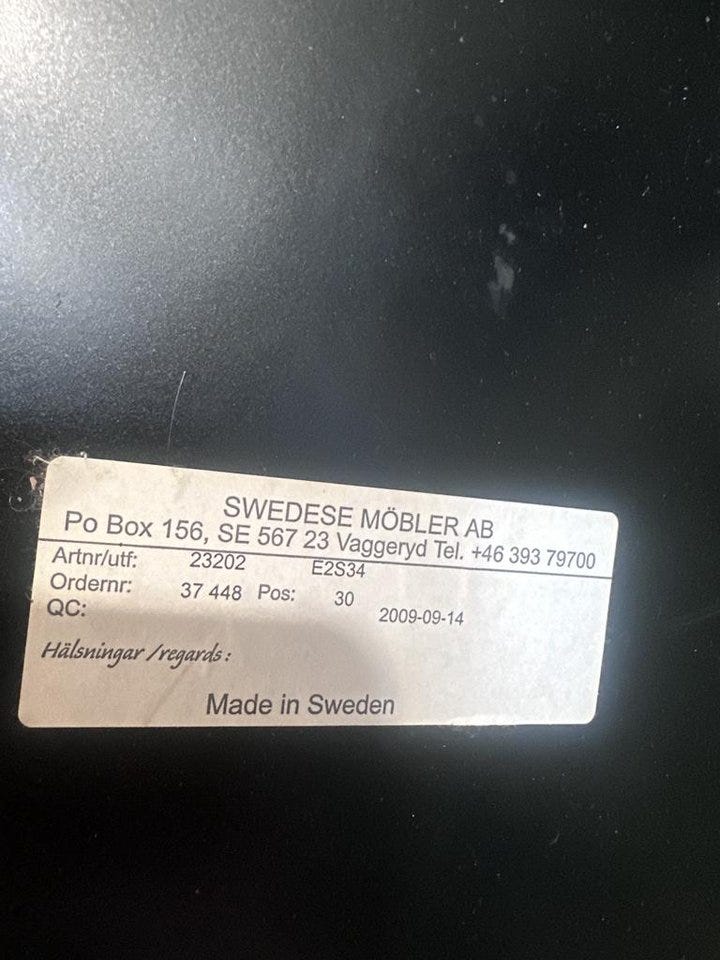 SWEDESE MÖBLER AB
Po Box 156, SE 567 23 Vaggeryd Tel. +46 393 79700
Artnr/utf: 23202 E2S34
Ordernr: 37 448 Pos: 30
QC: 2009-09-14
Hälsningar /regards:
Made in Sweden